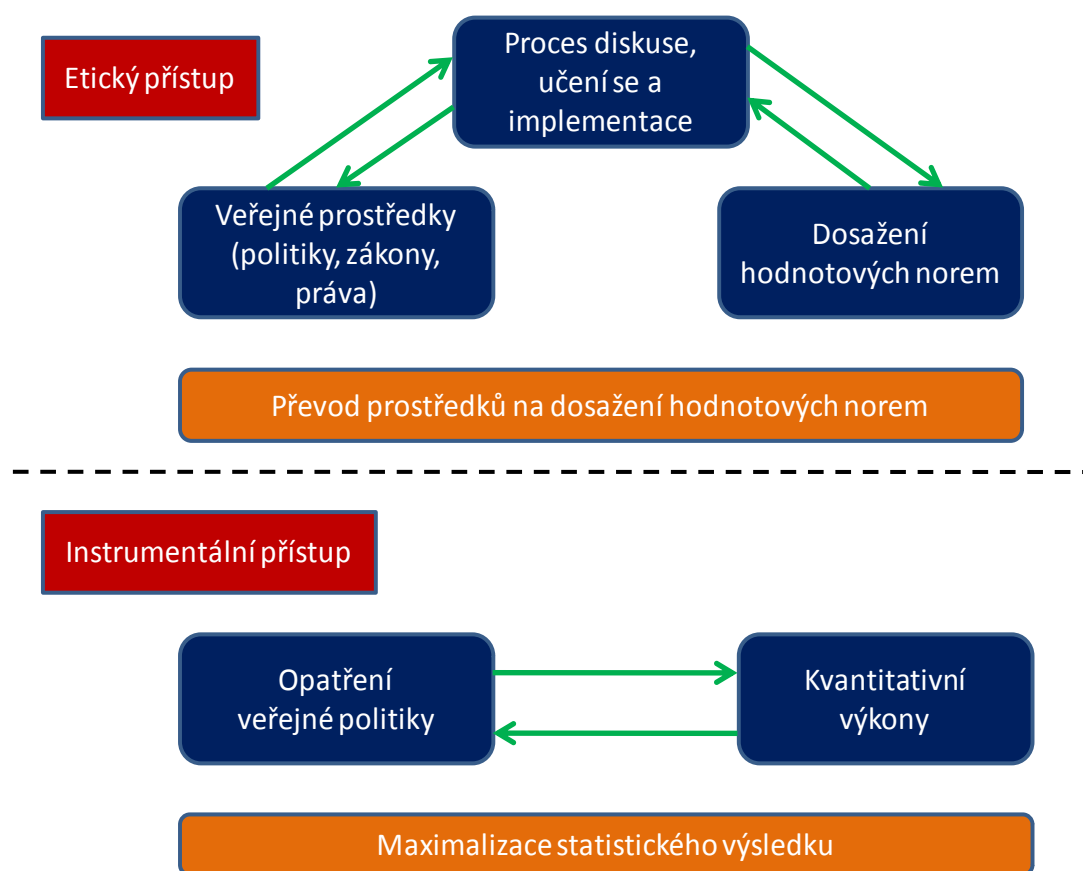 Etický přístup
Proces diskuse,
učení se a
implementace
Veřejné prostředky
(politiky, zákony,
práva)
Dosažení
hodnotových norem
Převod prostředků na dosažení hodnotových norem
Instrumentální přístup
Opatření
veřejné politiky
Kvantitativní
výkony
Maximalizace statistického výsledku